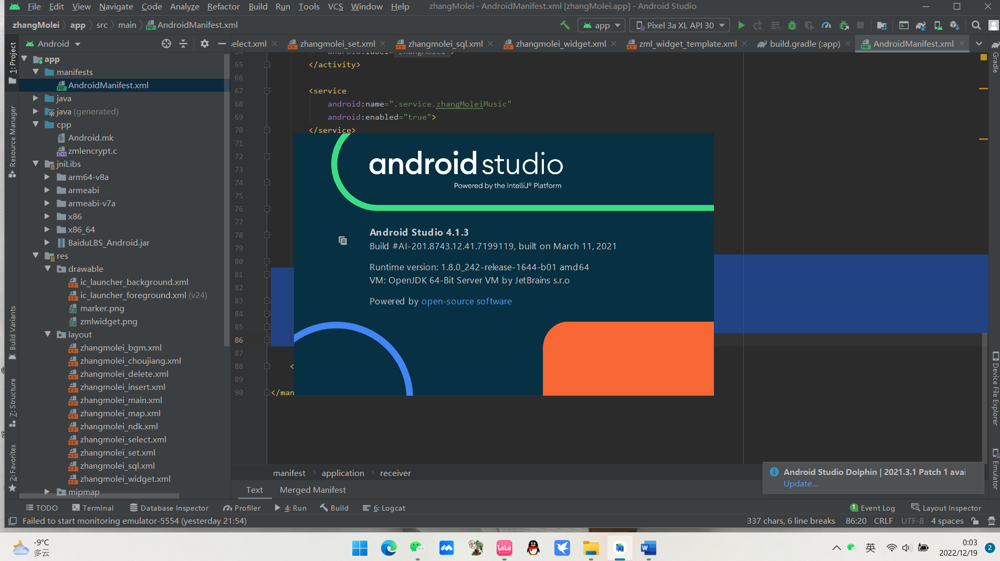 File Edit View Navigate Code Analyze Refactor Build Run Tools VCS Window Help zhangMolei - AndroidManifest.xml [zhangMolei.app] - Android Studio
zhangMolei app src main AndroidManifest.xml app Pixel 3a XL API 30
Android select.xml zhangmolei_set.xml zhangmolei_sql.xml zhangmolei_widget.xml zml_widget_template.xml build.gradle (:app) AndroidManifest.xml
1: Project
Resource Manager
Build Variants
7: Structure
2: Favorites
app
manifests
AndroidManifest.xml
java
java (generated)
cpp
Android.mk
zmlencrypt.c
jniLibs
arm64-v8a
armeabi
armeabi-v7a
x86
x86_64
BaiduLBS_Android.jar
res
drawable
ic_launcher_background.xml
ic_launcher_foreground.xml (v24)
marker.png
zmlwidget.png
layout
zhangmolei_bgm.xml
zhangmolei_choujiang.xml
zhangmolei_delete.xml
zhangmolei_insert.xml
zhangmolei_main.xml
zhangmolei_map.xml
zhangmolei_ndk.xml
zhangmolei_select.xml
zhangmolei_set.xml
zhangmolei_sql.xml
zhangmolei_widget.xml
mipmap
64 android:label="zhangMolei">
65 </activity>
66
67 <service
68 android:name=".service.zhangMoleiMusic"
69 android:enabled="true">
70 </service>
71
72
73
74
75
76
77
78
79
80
81
82
83
84
85
86
87
88 <
89
90 </man
android studio
Powered by the IntelliJ® Platform
Android Studio 4.1.3
Build #AI-201.8743.12.41.7199119, built on March 11, 2021
Runtime version: 1.8.0_242-release-1644-b01 amd64
VM: OpenJDK 64-Bit Server VM by JetBrains s.r.o
Powered by open-source software
Gradle
Device File Explorer
Emulator
manifest application receiver
Text Merged Manifest
Android Studio Dolphin | 2021.3.1 Patch 1 avai
Update...
TODO Terminal Database Inspector Profiler 4: Run Build 6: Logcat 1 Event Log Layout Inspector
Failed to start monitoring emulator-5554 (yesterday 21:54) 337 chars, 6 line breaks 86:20 CRLF UTF-8 4 spaces
-9°C
多云
bilibili
W
英
0:03
2022/12/19
2